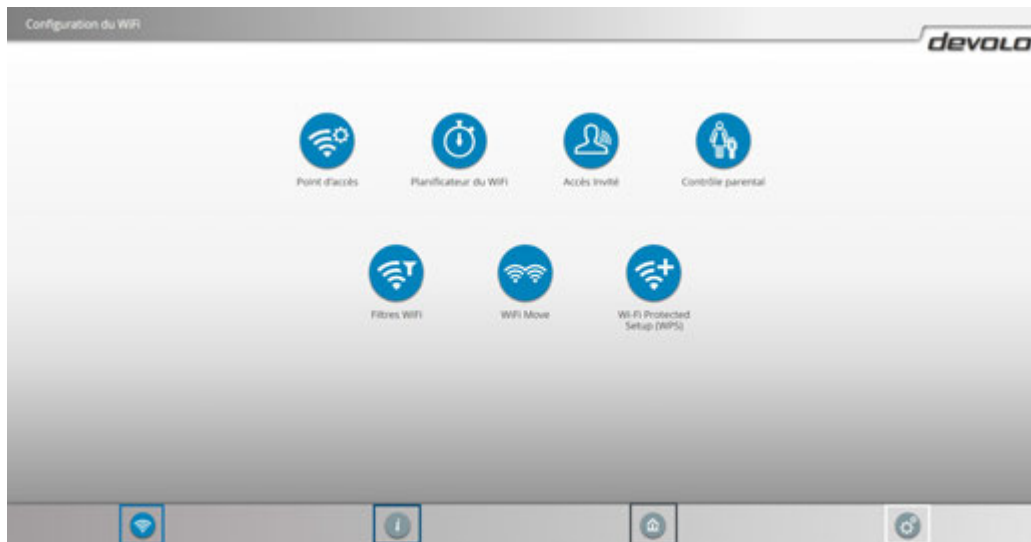 Configuration du WiFi
devolo
Point d'accès
Planificateur du WiFi
Accès Invité
Contrôle parental
Filtres WiFi
WiFi Move
Wi-Fi Protected
Setup (WPS)